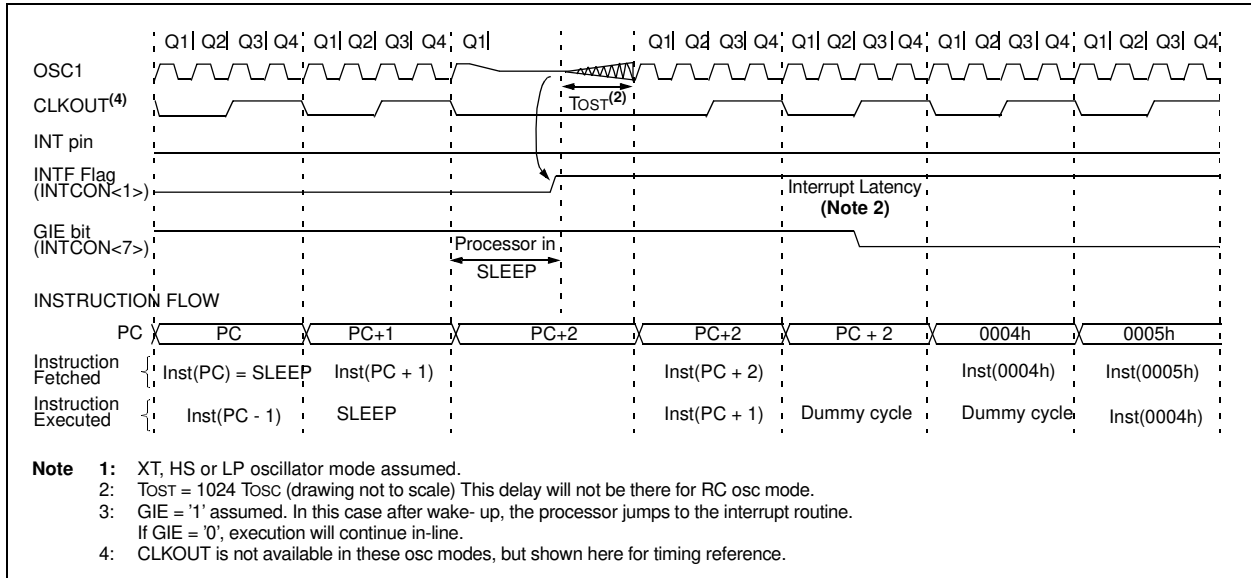 Q1 Q2 Q3 Q4 Q1 Q2 Q3 Q4 Q1 Q1 Q2 Q3 Q4 Q1 Q2 Q3 Q4 Q1 Q2 Q3 Q4 Q1 Q2 Q3 Q4
OSC1
CLKOUT(4)
TOST(2)
INT pin
INTF Flag
(INTCON<1>)
Interrupt Latency
(Note 2)
GIE bit
(INTCON<7>)
Processor in
SLEEP
INSTRUCTION FLOW
PC PC PC+1 PC+2 PC+2 PC + 2 0004h 0005h
Instruction
Fetched
Inst(PC) = SLEEP Inst(PC + 1) Inst(PC + 2) Inst(0004h) Inst(0005h)
Instruction
Executed
Inst(PC - 1) SLEEP Inst(PC + 1) Dummy cycle Dummy cycle Inst(0004h)
Note 1: XT, HS or LP oscillator mode assumed.
2: TOST = 1024 TOSC (drawing not to scale) This delay will not be there for RC osc mode.
3: GIE = '1' assumed. In this case after wake- up, the processor jumps to the interrupt routine.
If GIE = '0', execution will continue in-line.
4: CLKOUT is not available in these osc modes, but shown here for timing reference.